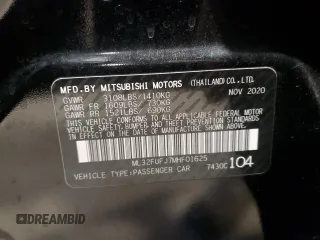 MFD.BY MITSUBISHI MOTORS (THAILAND)CO., LTD.
NOV 2020
GVWR 3108LBS/1410KG
GAWR FR 1609LBS/ 730KG
GAWR RR 1521LBS/ 690KG
THIS VEHICLE CONFORMS TO ALL APPLICABLE
FEDERAL MOTOR VEHICLE SAFETY, BUMPER
AND THEFT PREVENTION STANDARDS
IN EFFECT ON THE DATE OF
MANUFACTURE SHOWN ABOVE.
ML32FUFJ7MHF01625
7430C 104
VEHICLE TYPE:PASSENGER CAR